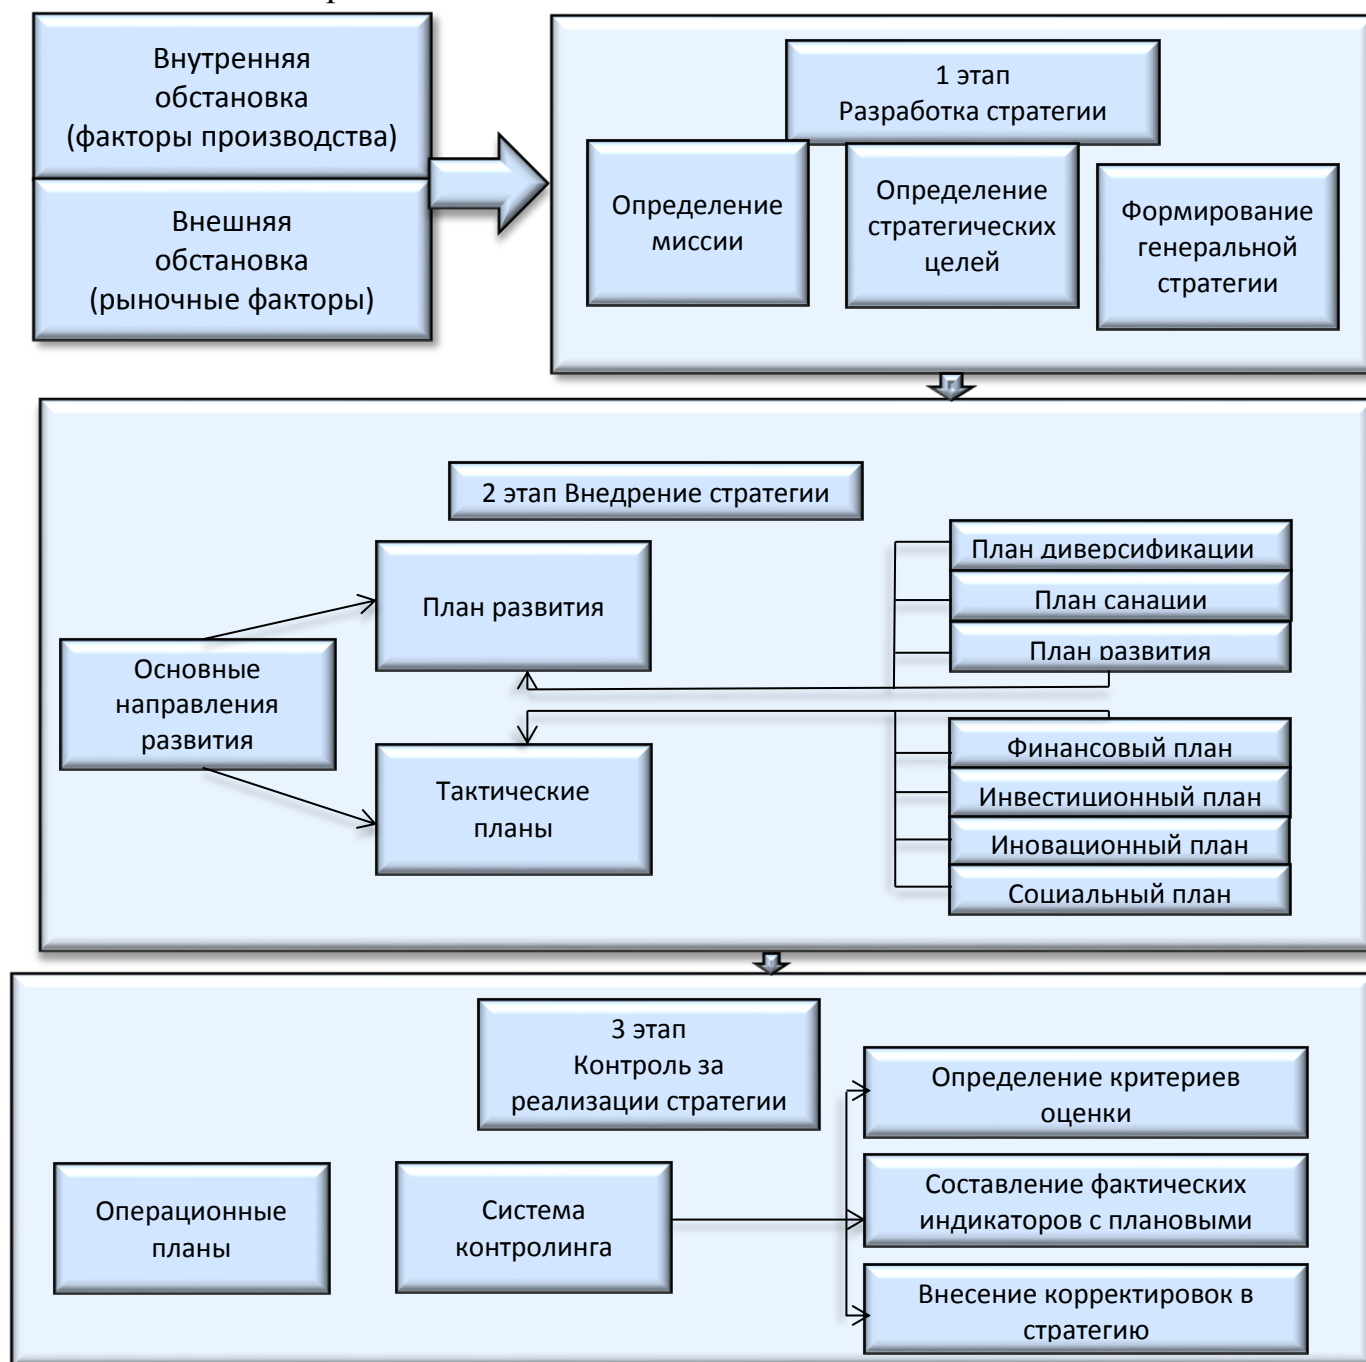 Внутренняя
обстановка
(факторы производства)
Внешняя
обстановка
(рыночные факторы)
1 этап
Разработка стратегии
Определение
миссии
Определение
стратегических
целей
Формирование
генеральной
стратегии
2 этап Внедрение стратегии
Основные
направления
развития
План развития
Тактические
планы
План диверсификации
План санации
План развития
Финансовый план
Инвестиционный план
Иновационный план
Социальный план
3 этап
Контроль за
реализации стратегии
Операционные
планы
Система
контролинга
Определение критериев
оценки
Составление фактических
индикаторов с плановыми
Внесение корректировок в
стратегию